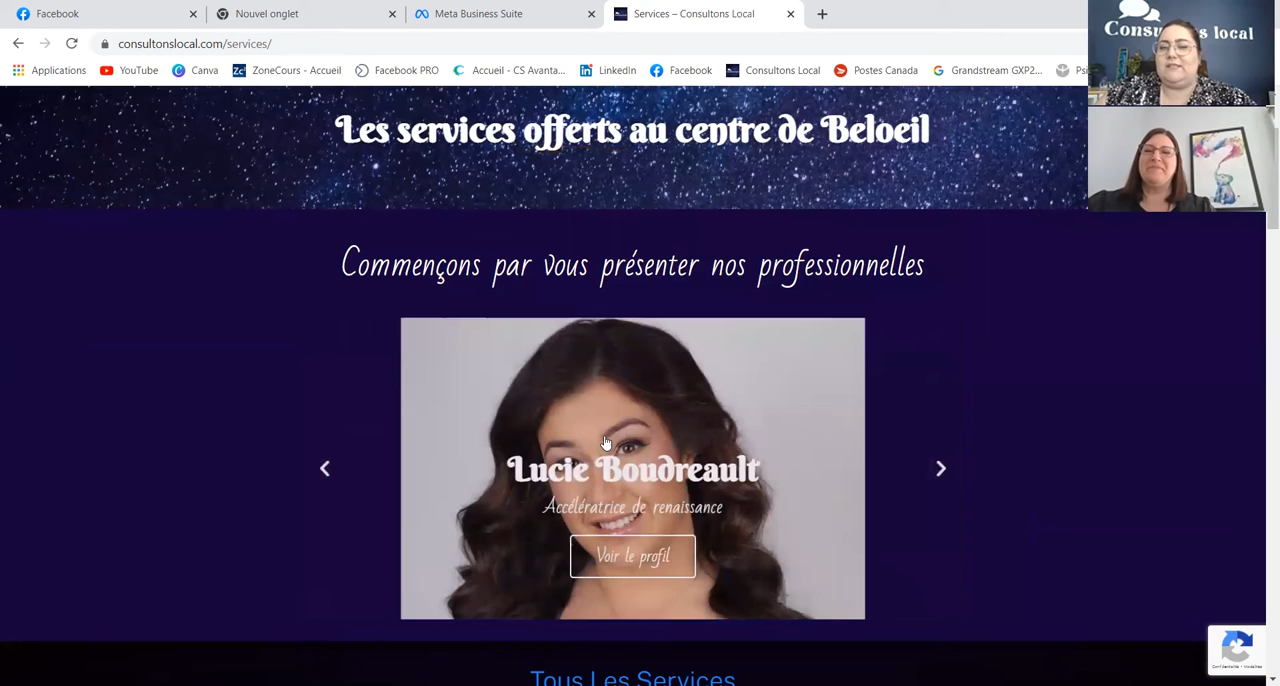 Facebook
Nouvel onglet
Meta Business Suite
Services – Consultons Local
consultonslocal.com/services/
Applications
YouTube
Canva
ZoneCours - Accueil
Facebook PRO
Accueil - CS Avanta...
LinkedIn
Facebook
Consultons Local
Postes Canada
Grandstream GXP2...
Les services offerts au centre de Beloeil
Commençons par vous présenter nos professionnelles
Lucie Boudreault
Accélératrice de renaissance
Voir le profil
Tous Les Services
local